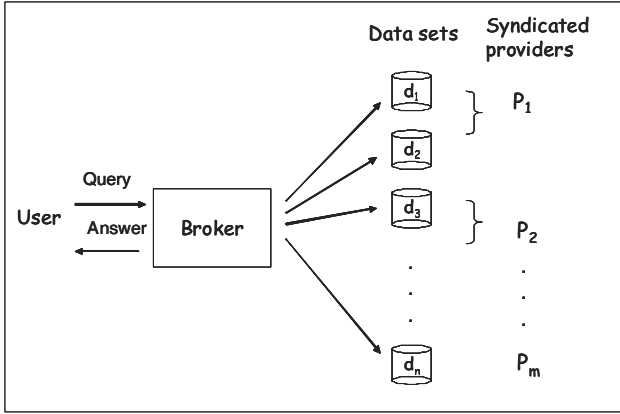 Data sets
Syndicated
providers
d₁
P₁
d₂
Query
User
Answer
Broker
d₃
P₂
dₙ
Pₘ